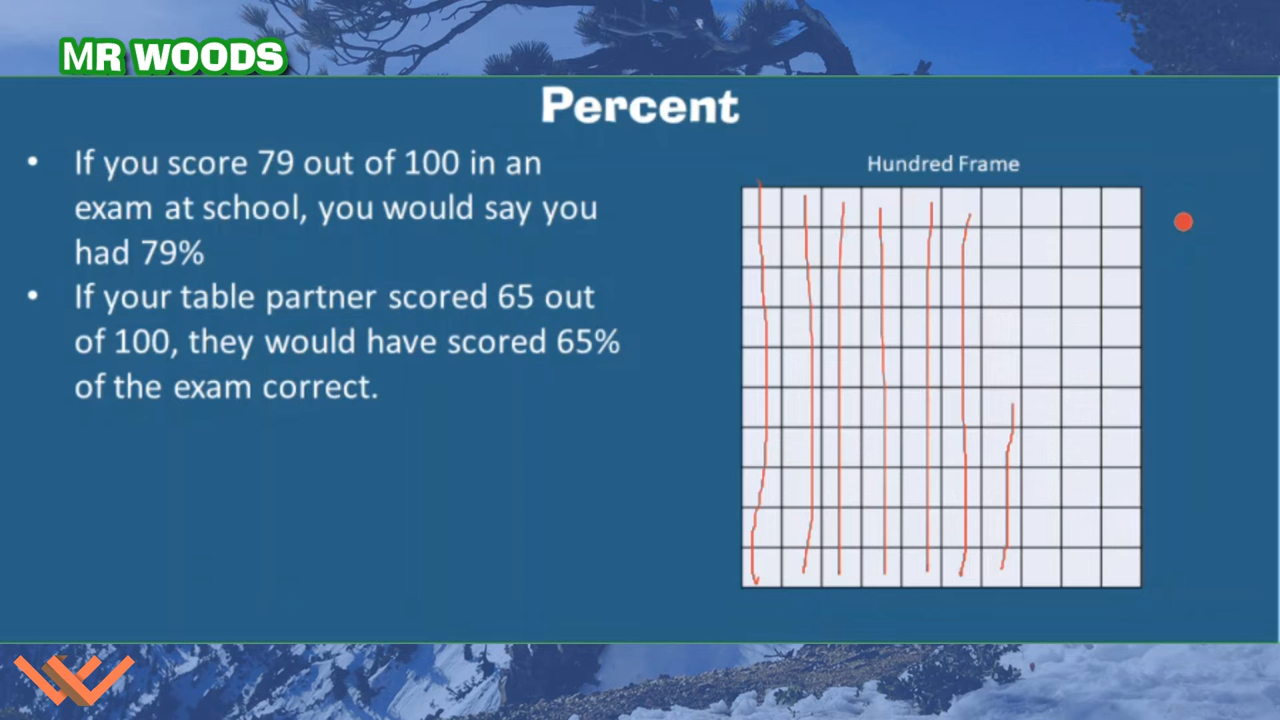 MR WOODS
Percent
• If you score 79 out of 100 in an
exam at school, you would say you
had 79%
• If your table partner scored 65 out
of 100, they would have scored 65%
of the exam correct.
Hundred Frame